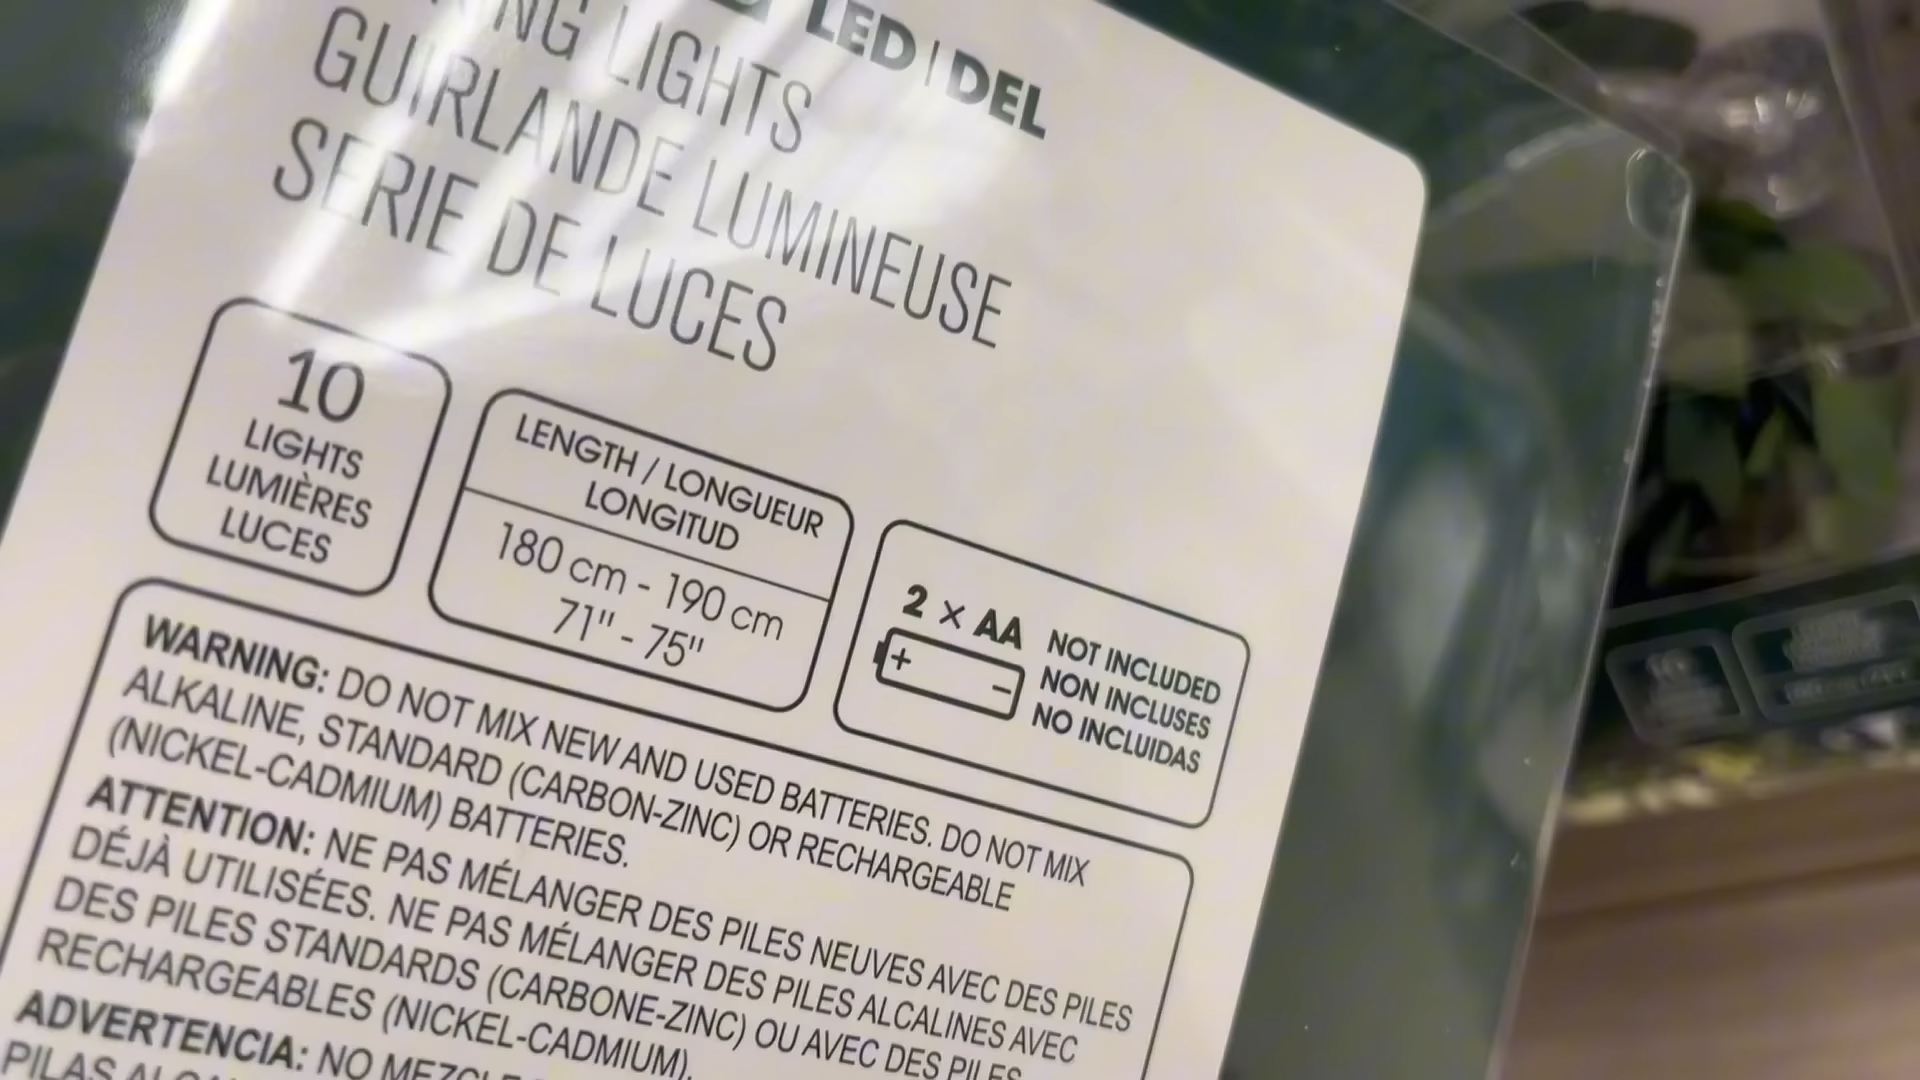 LED | DEL
LIGHTS
GUIRLANDE LUMINEUSE
SERIE DE LUCES
10
LIGHTS
LUMIÈRES
LUCES
LENGTH / LONGUEUR
LONGITUD
180 cm - 190 cm
71" - 75"
2 × AA
+ -
NOT INCLUDED
NON INCLUSES
NO INCLUIDAS
WARNING: DO NOT MIX NEW AND USED BATTERIES. DO NOT MIX
ALKALINE, STANDARD (CARBON-ZINC) OR RECHARGEABLE
(NICKEL-CADMIUM) BATTERIES.
ATTENTION: NE PAS MÉLANGER DES PILES NEUVES AVEC DES PILES
DÉJÀ UTILISÉES. NE PAS MÉLANGER DES PILES ALCALINES AVEC
DES PILES STANDARDS (CARBONE-ZINC) OU AVEC DES PILES
RECHARGEABLES (NICKEL-CADMIUM).
ADVERTENCIA: NO
PILAS